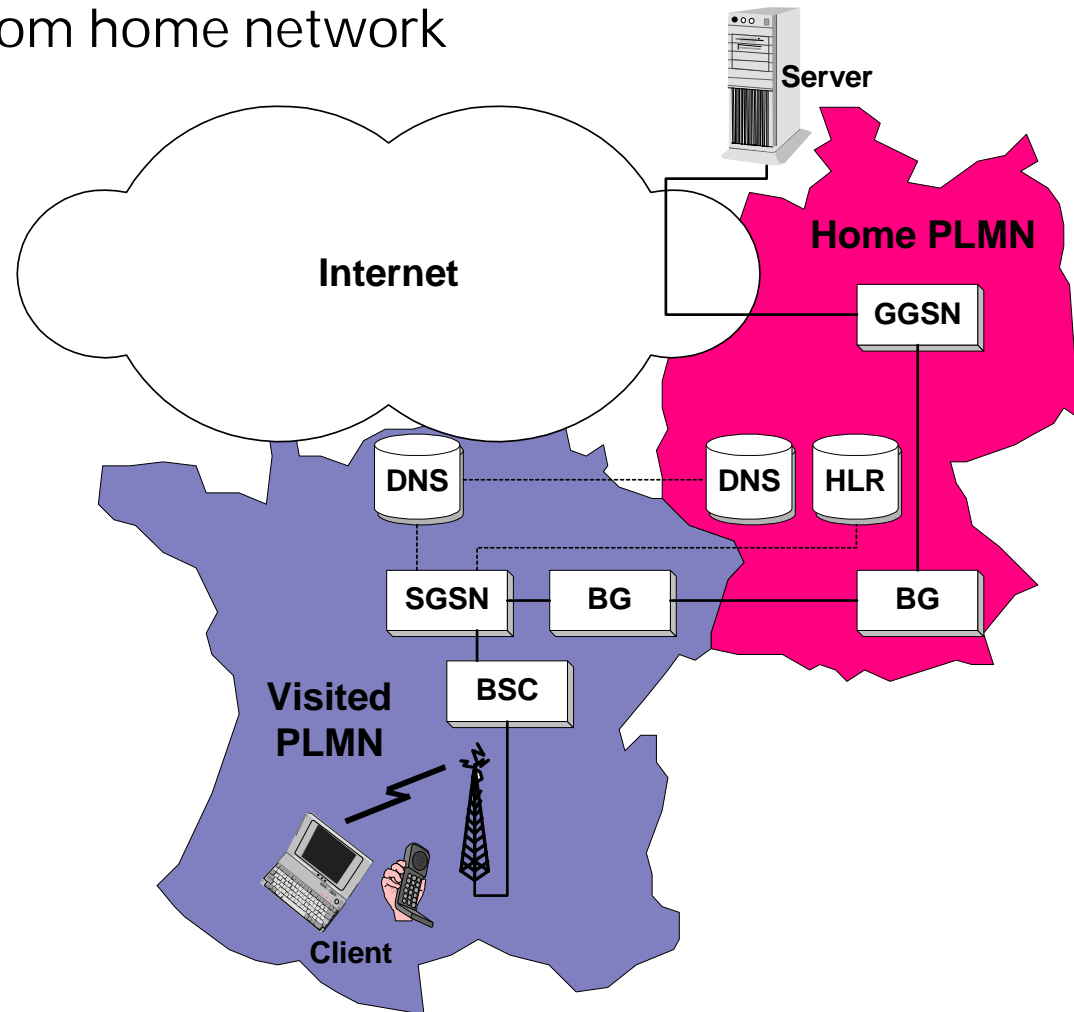 om home network
Server
Home PLMN
Internet
GGSN
DNS
DNS
HLR
SGSN
BG
BG
BSC
Visited
PLMN
Client